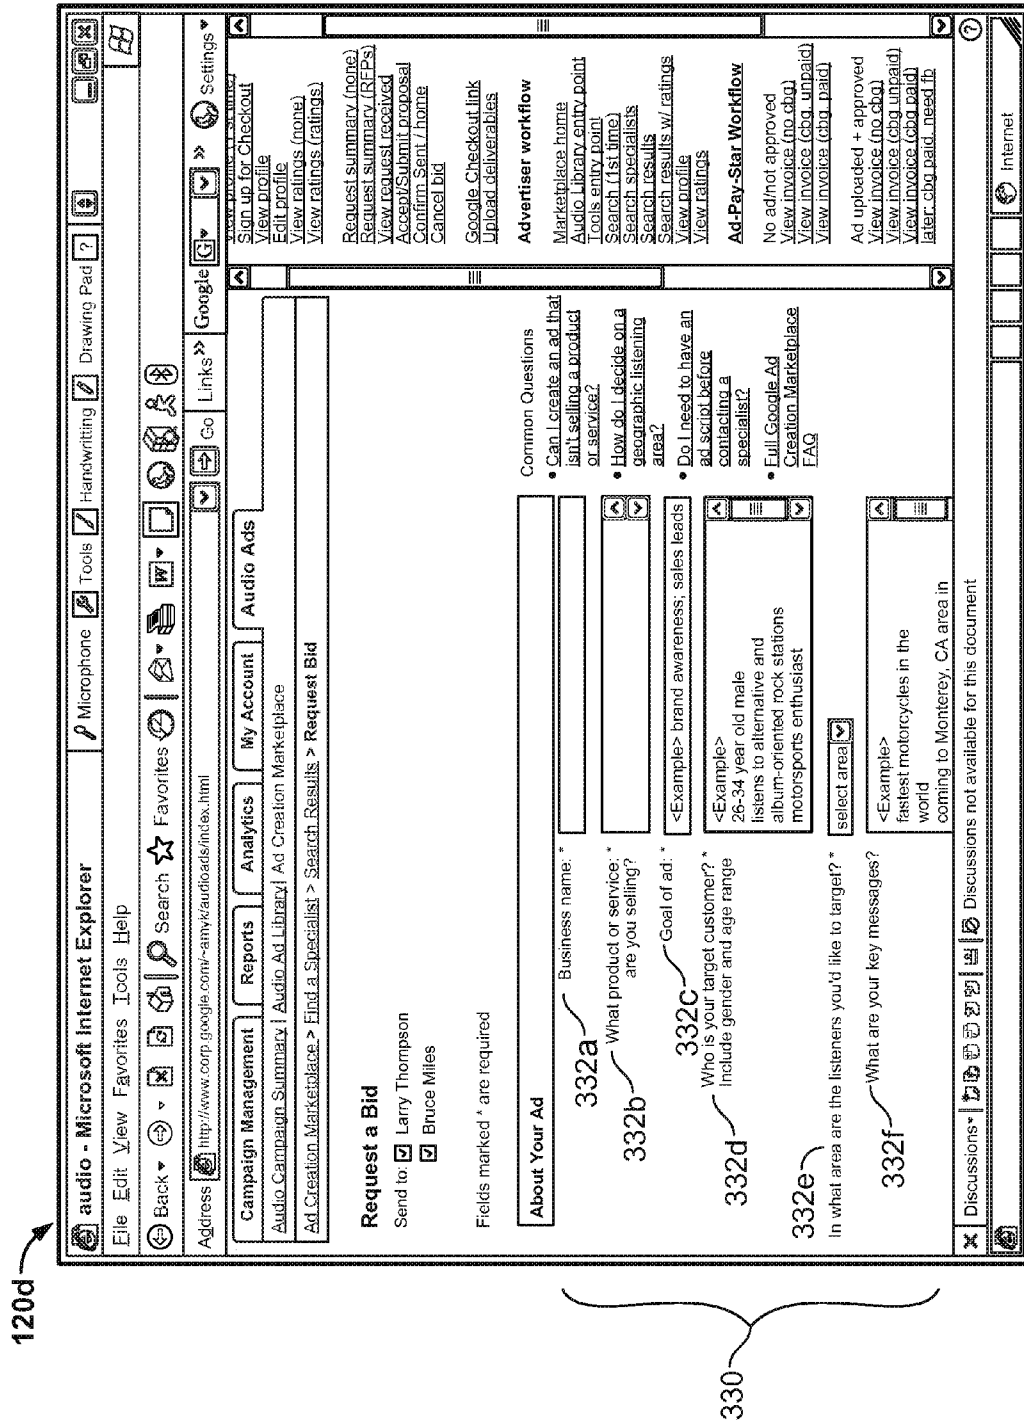 120d
audio - Microsoft Internet Explorer
Microphone Tools Handwritting Drawing Pad ?
File Edit View Favorites Tools Help
Back Search Favorites W
Address http://www.corp.google.com/~amyk/audioads/index.html Go Links » Google G » Settings
Campaign Management Reports Analytics My Account Audio Ads
Audio Campaign Summary | Audio Ad Library | Ad Creation Marketplace
Ad Creation Marketplace > Find a Specialist > Search Results > Request Bid
Request a Bid
Send to: Larry Thompson
Bruce Miles
Fields marked * are required
About Your Ad
332a
Business name: *
332b
What product or service: *
are you selling?
332c
Goal of ad: *
<Example> brand awareness; sales leads
332d
Who is your target customer? *
Include gender and age range
<Example>
26-34 year old male
listens to alternative and
album-oriented rock stations
motorsports enthusiast
332e
In what area are the listeners you'd like to target? *
select area
332f
What are your key messages?
<Example>
fastest motorcycles in the
world
coming to Monterey, CA area in
330
Common Questions
• Can I create an ad that
isn't selling a product
or service?
• How do I decide on a
geographic listening
area?
• Do I need to have an
ad script before
contacting a
specialist?
• Full Google Ad
Creation Marketplace
FAQ
Sign up for Checkout
View profile
Edit profile
View ratings (none)
View ratings (ratings)
Request summary (none)
Request summary (RFPs)
View request received
Accept/Submit proposal
Confirm Sent / home
Cancel bid
Google Checkout link
Upload deliverables
Advertiser workflow
Marketplace home
Audio Library entry point
Tools entry point
Search (1st time)
Search specialists
Search results
Search results w/ ratings
View profile
View ratings
Ad-Pay-Star Workflow
No ad/not approved
View invoice (no cbg)
View invoice (cbg, unpaid)
View invoice (cbg, paid)
Ad uploaded + approved
View invoice (no cbg)
View invoice (cbg unpaid)
View invoice (cbg paid)
later: cbg paid, need fb
Discussions Discussions not available for this document ?
Internet